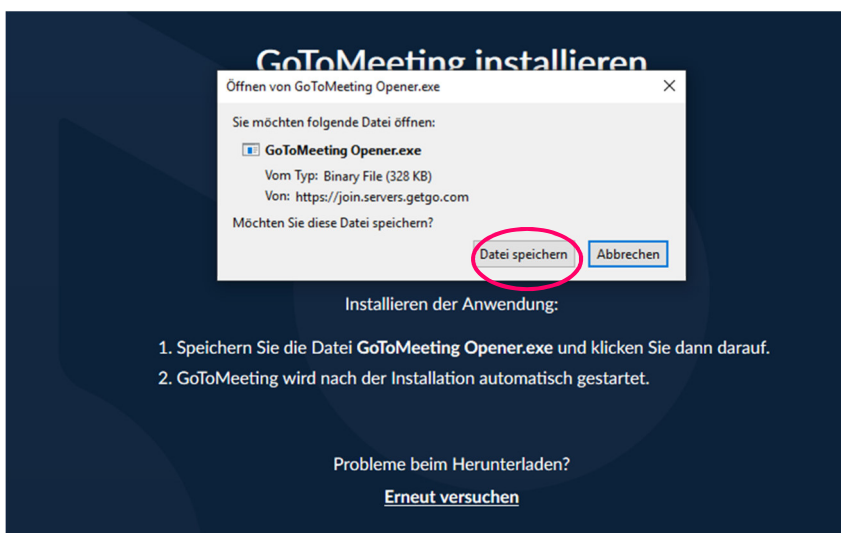 GoToMeeting installieren
Öffnen von GoToMeeting Opener.exe
Sie möchten folgende Datei öffnen:
GoToMeeting Opener.exe
Vom Typ: Binary File (328 KB)
Von: https://join.servers.getgo.com
Möchten Sie diese Datei speichern?
Datei speichern Abbrechen
Installieren der Anwendung:
1. Speichern Sie die Datei GoToMeeting Opener.exe und klicken Sie dann darauf.
2. GoToMeeting wird nach der Installation automatisch gestartet.
Probleme beim Herunterladen?
Erneut versuchen